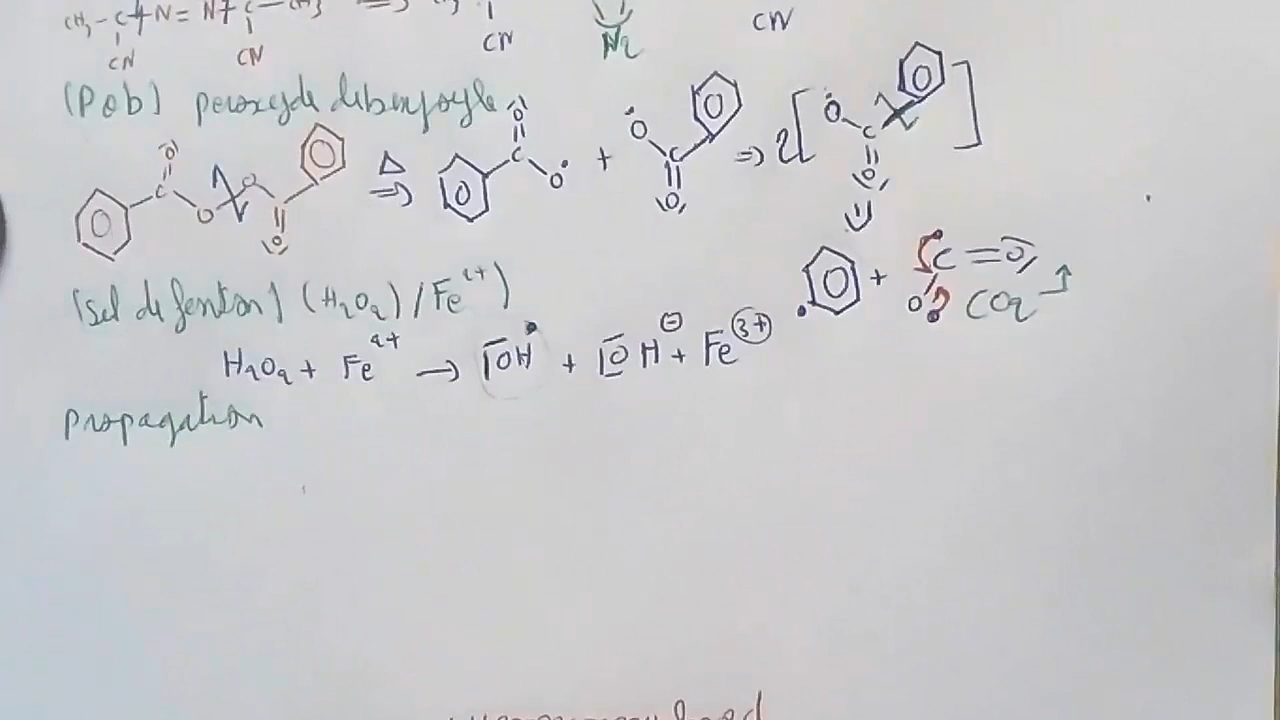 CH₃ - C + N = N + C - CH₃ ⇒
CN CN CN N₂ CN
(Pob) peroxyde dibenzoyle
Δ ⇒ + ⇒ 2[ ]
(sel de fenton) (H₂O₂) / Fe²⁺)
+ C = O
CO₂ ↑
H₂O₂ + Fe²⁺ → OH• + OH⊖ + Fe³⁺
propagation